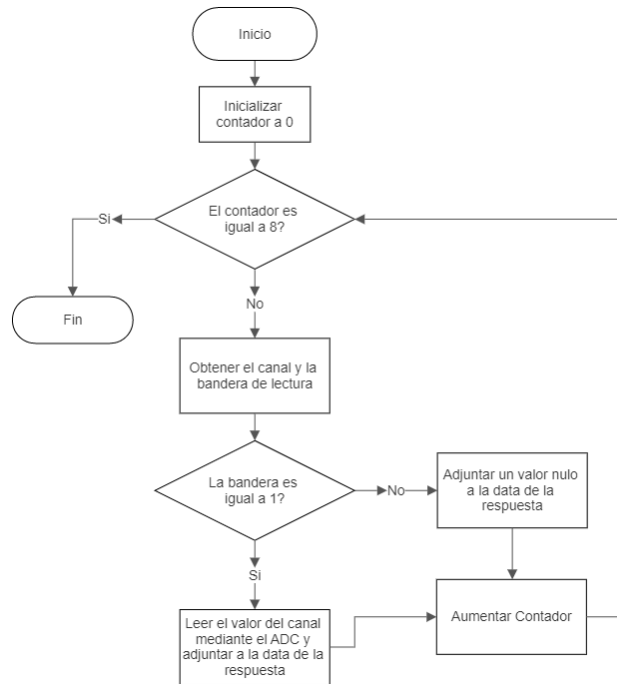 Inicio
Inicializar
contador a 0
El contador es
igual a 8?
Si
Fin
No
Obtener el canal y la
bandera de lectura
La bandera es
igual a 1?
No
Adjuntar un valor nulo
a la data de la
respuesta
Si
Leer el valor del canal
mediante el ADC y
adjuntar a la data de la
respuesta
Aumentar Contador